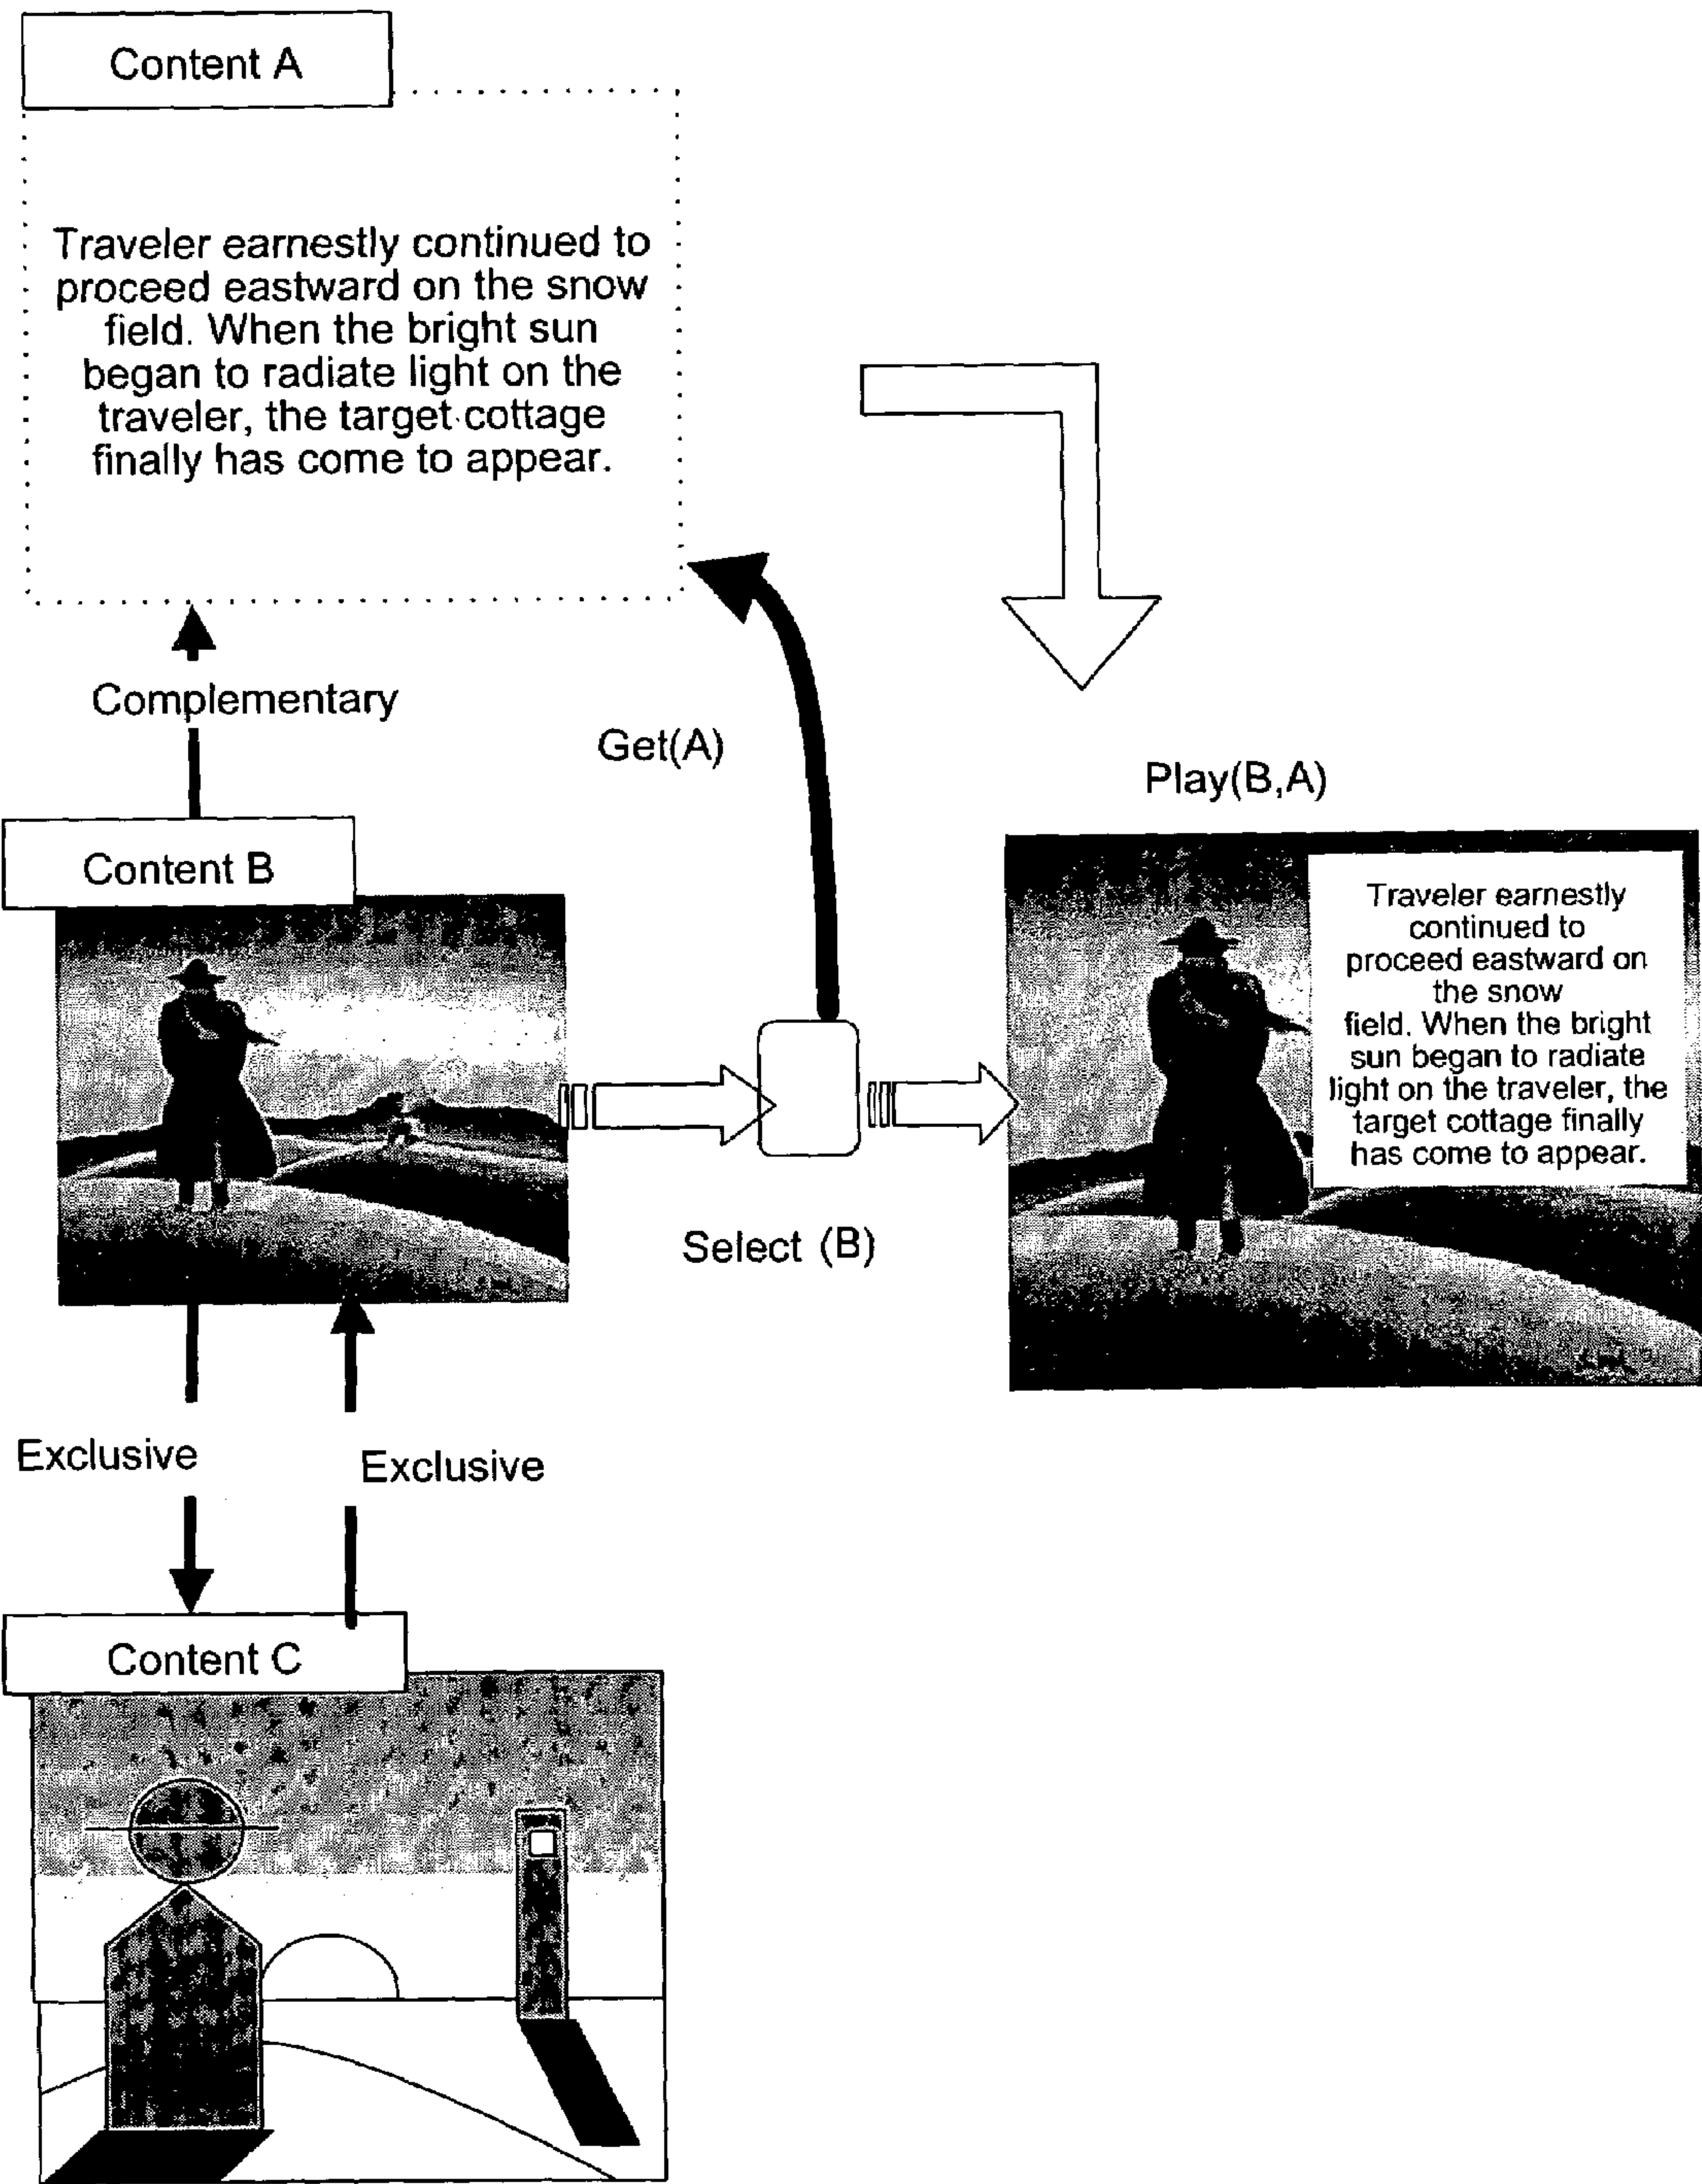 Content A
Traveler earnestly continued to
proceed eastward on the snow
field. When the bright sun
began to radiate light on the
traveler, the target cottage
finally has come to appear.
Complementary
Get(A)
Play(B,A)
Content B
Traveler earnestly
continued to
proceed eastward on
the snow
field. When the bright
sun began to radiate
light on the traveler, the
target cottage finally
has come to appear.
Select (B)
Exclusive
Exclusive
Content C